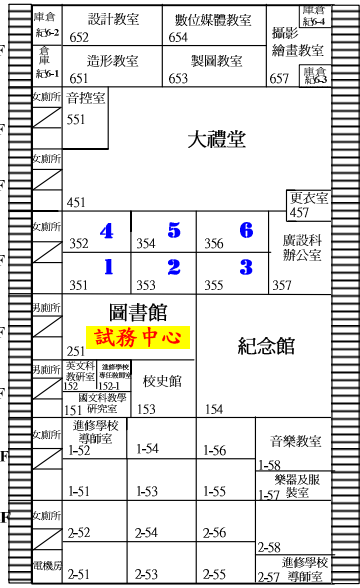 庫倉
紀6-2
設計教室
652
數位媒體教室
654
攝影
繪畫教室
657
庫倉
紀6-4
倉
庫
紀6-1
造形教室
651
製圖教室
653
庫倉
紀6-3
F
女廁所
音控室
551
大禮堂
F
女廁所
451
更衣室
457
F
女廁所
352
4
354
5
356
6
廣設科
辦公室
357
F
351
1
353
2
355
3
男廁所
圖書館
試務中心
251
紀念館
154
F
男廁所
英文科
教研室
152
進修學校
專任教師室
152-1
校史館
153
F
國文科教學
研究室
151
女廁所
進修學校
導師室
1-52
1-54
1-56
音樂教室
1-58
F
1-51
1-53
1-55
樂器及服
裝室
1-57
F
女廁所
2-52
2-54
2-56
2-58
電機房
2-51
2-53
2-55
進修學校
導師室
2-57